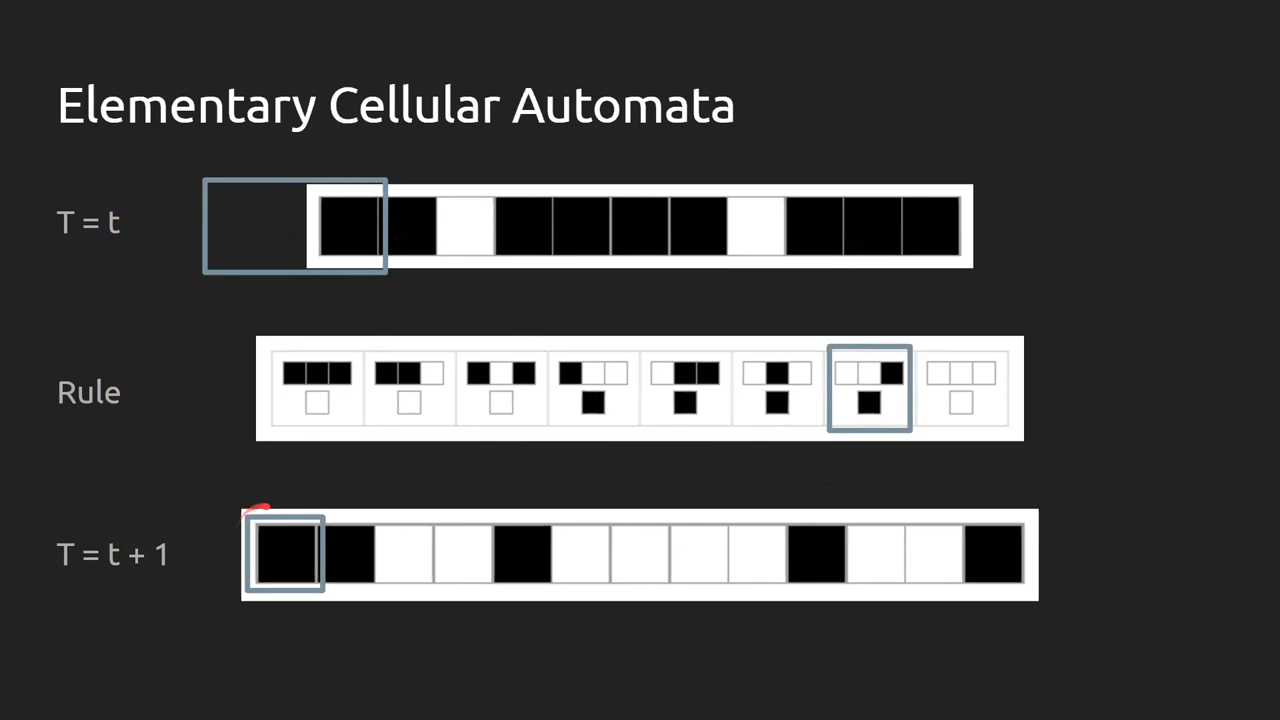 Elementary Cellular Automata
T = t
Rule
T = t + 1